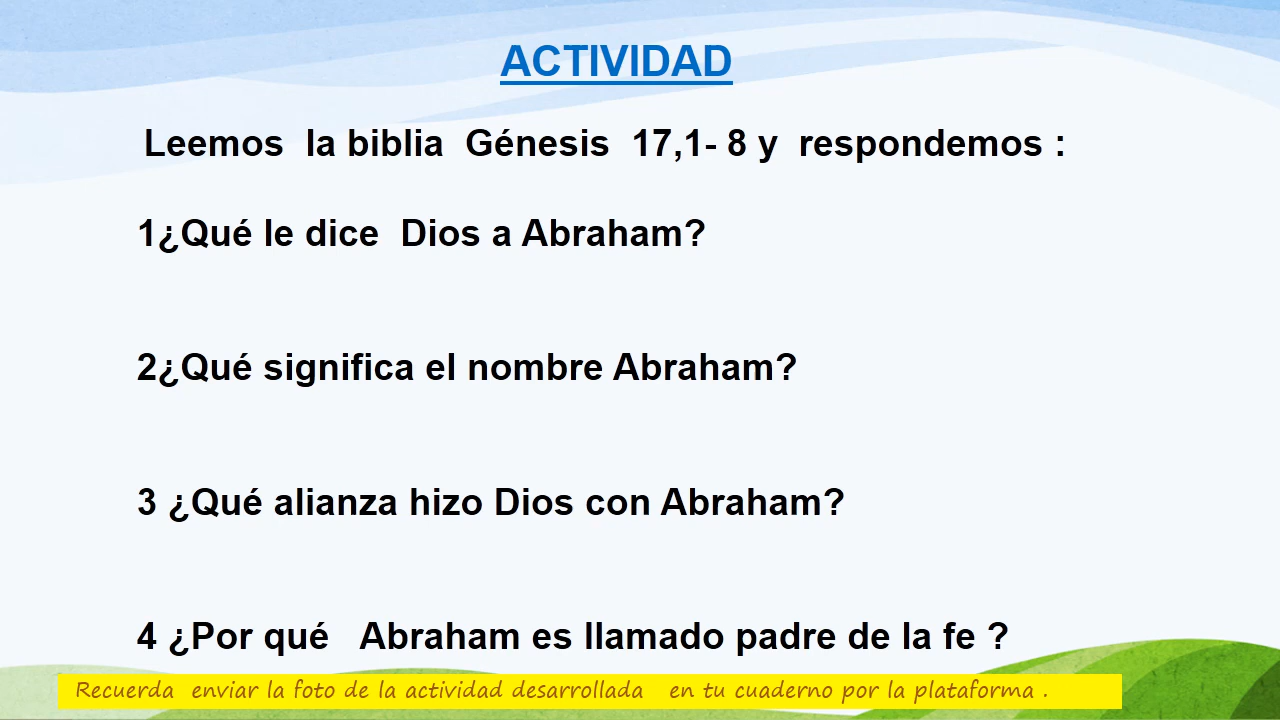 ACTIVIDAD
Leemos la biblia Génesis 17,1- 8 y respondemos :
1¿Qué le dice Dios a Abraham?
2¿Qué significa el nombre Abraham?
3 ¿Qué alianza hizo Dios con Abraham?
4 ¿Por qué Abraham es llamado padre de la fe ?
Recuerda enviar la foto de la actividad desarrollada en tu cuaderno por la plataforma .